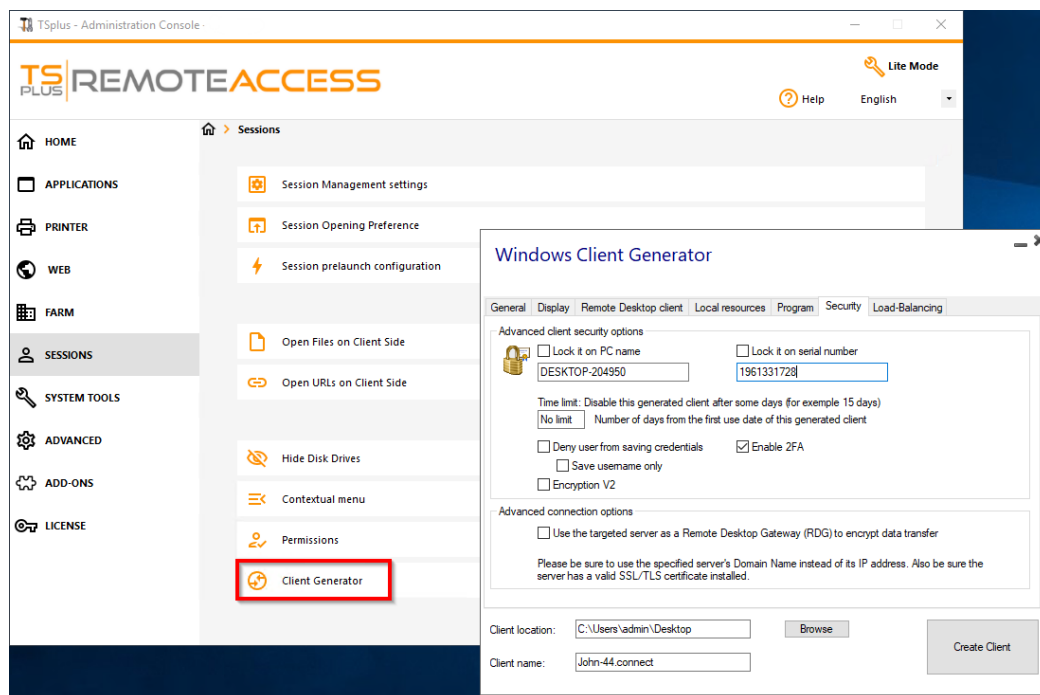 TSplus - Administration Console -
TS PLUS REMOTEACCESS
Lite Mode
Help
English
HOME
APPLICATIONS
PRINTER
WEB
FARM
SESSIONS
SYSTEM TOOLS
ADVANCED
ADD-ONS
LICENSE
Sessions
Session Management settings
Session Opening Preference
Session prelaunch configuration
Open Files on Client Side
Open URLs on Client Side
Hide Disk Drives
Contextual menu
Permissions
Client Generator
Windows Client Generator
General Display Remote Desktop client Local resources Program Security Load-Balancing
Advanced client security options
Lock it on PC name
Lock it on serial number
DESKTOP-204950
1961331728
Time limit: Disable this generated client after some days (for exemple 15 days)
No limit Number of days from the first use date of this generated client
Deny user from saving credentials
Enable 2FA
Save username only
Encryption V2
Advanced connection options
Use the targeted server as a Remote Desktop Gateway (RDG) to encrypt data transfer
Please be sure to use the specified server's Domain Name instead of its IP address. Also be sure the
server has a valid SSL/TLS certificate installed.
Client location: C:\Users\admin\Desktop Browse
Client name: John-44.connect
Create Client